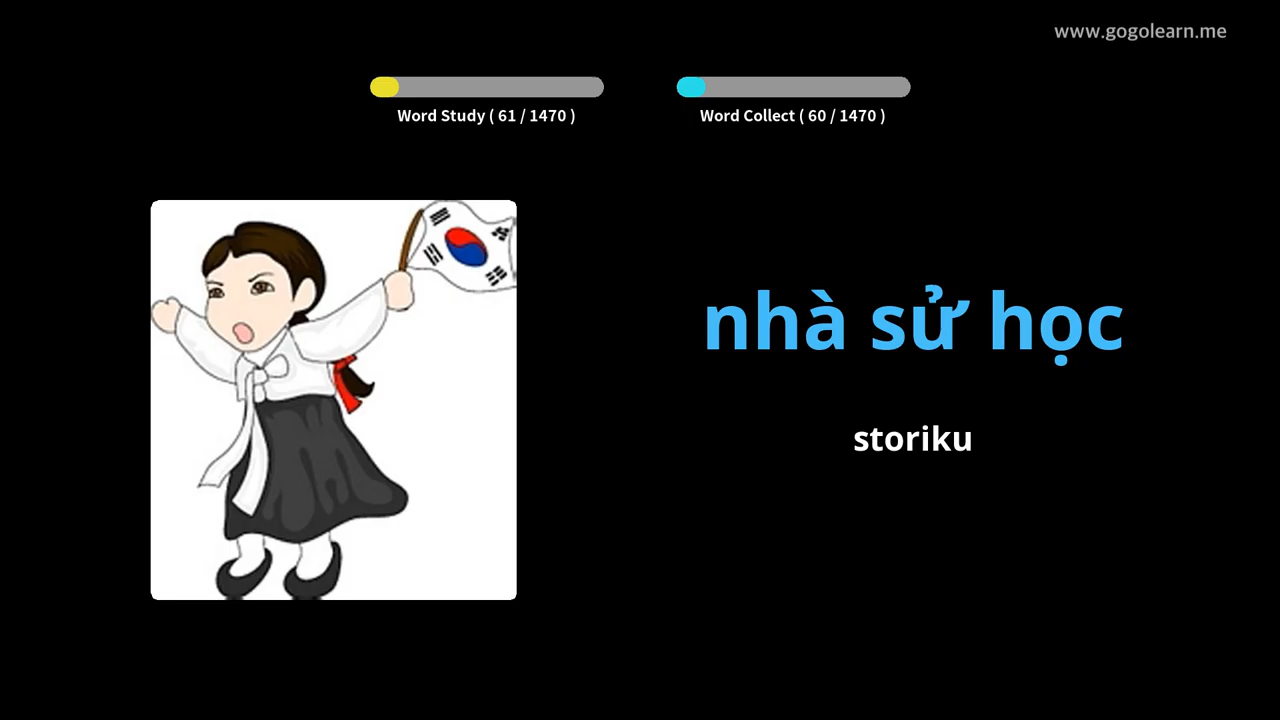 www.gogolearn.me
Word Study ( 61 / 1470 )
Word Collect ( 60 / 1470 )
nhà sử học
storiku